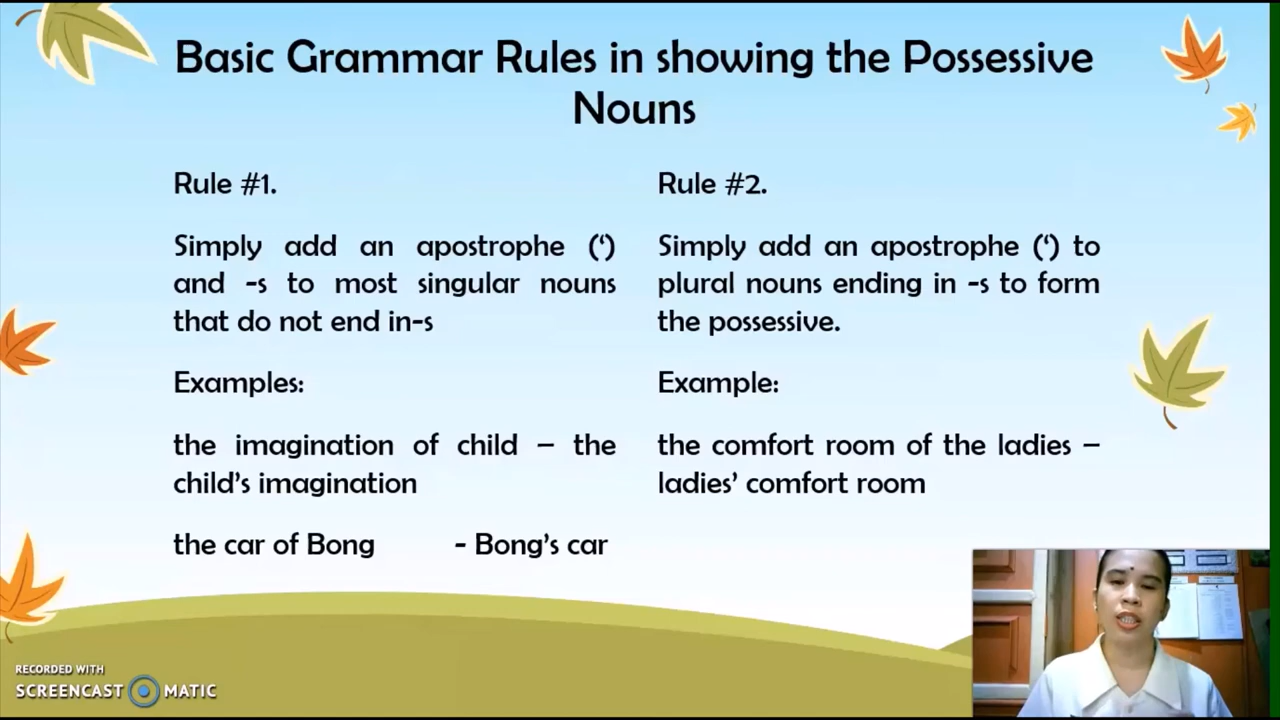 Basic Grammar Rules in showing the Possessive
Nouns
Rule #1.
Simply add an apostrophe (‘)
and -s to most singular nouns
that do not end in-s
Examples:
the imagination of child – the
child’s imagination
the car of Bong - Bong’s car
Rule #2.
Simply add an apostrophe (‘) to
plural nouns ending in -s to form
the possessive.
Example:
the comfort room of the ladies –
ladies’ comfort room
RECORDED WITH
SCREENCAST MATIC